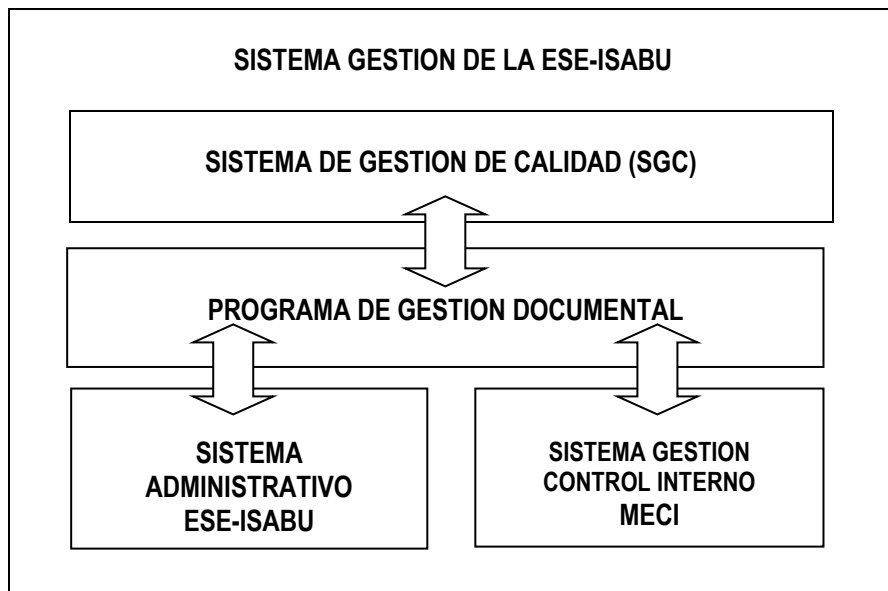 SISTEMA GESTION DE LA ESE-ISABU
SISTEMA DE GESTION DE CALIDAD (SGC)
PROGRAMA DE GESTION DOCUMENTAL
SISTEMA
ADMINISTRATIVO
ESE-ISABU
SISTEMA GESTION
CONTROL INTERNO
MECI